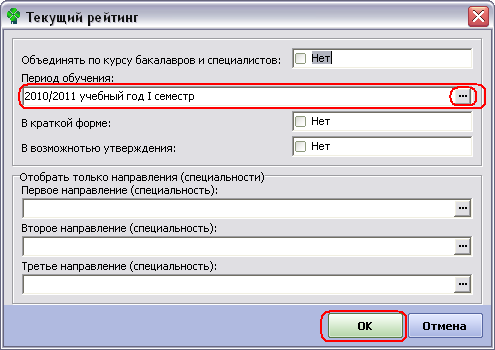 Текущий рейтинг
Объединять по курсу бакалавров и специалистов: Нет
Период обучения:
2010/2011 учебный год I семестр ...
В краткой форме: Нет
В возможностью утверждения: Нет
Отобрать только направления (специальности)
Первое направление (специальность):
...
Второе направление (специальность):
...
Третье направление (специальность):
...
OK Отмена